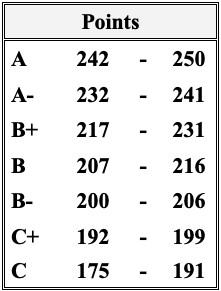 Points
A 242 - 250
A- 232 - 241
B+ 217 - 231
B 207 - 216
B- 200 - 206
C+ 192 - 199
C 175 - 191